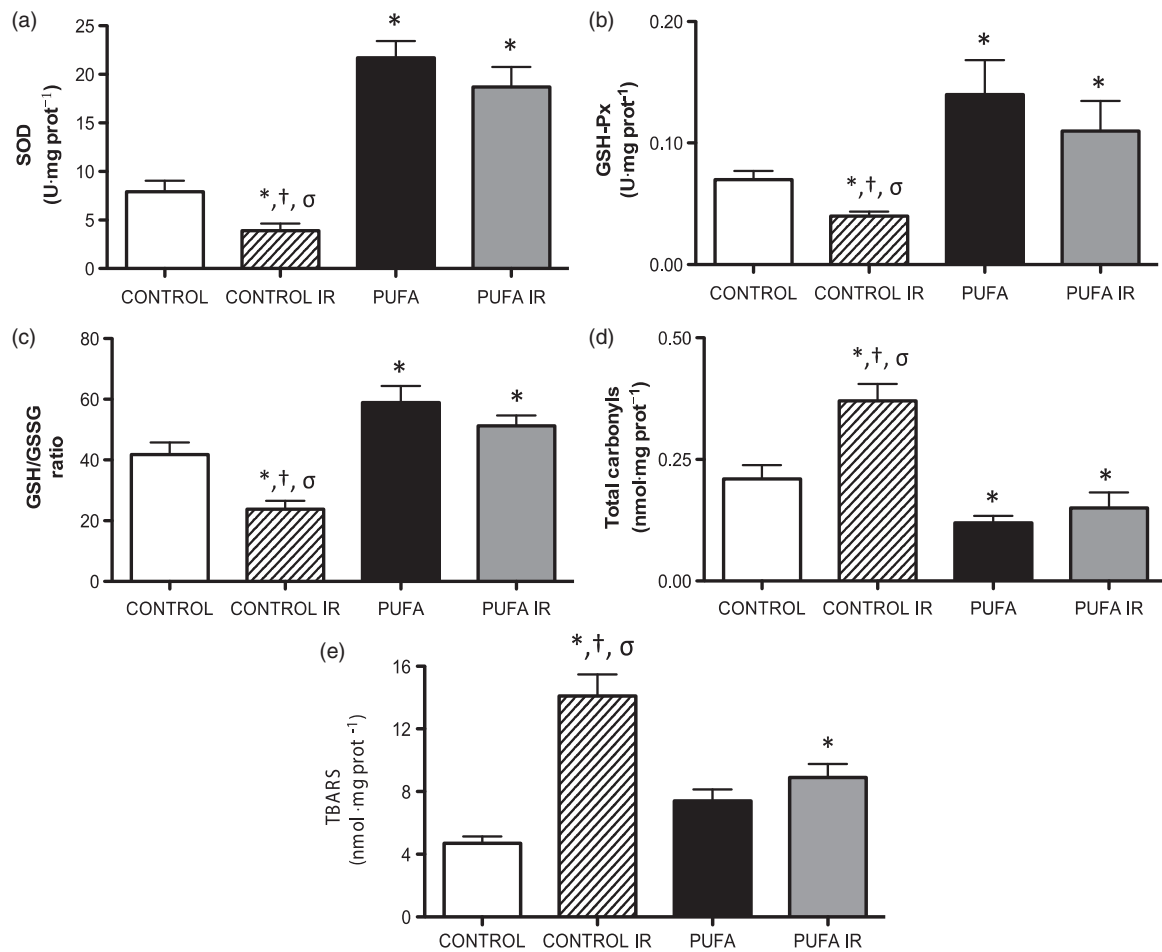 (a)
SOD
(U·mg prot⁻¹)
25
20
15
10
5
0
*
*
*,†, σ
CONTROL
CONTROL IR
PUFA
PUFA IR
(b)
GSH-Px
(U·mg prot⁻¹)
0.20
0.10
0.00
*
*
*,†, σ
CONTROL
CONTROL IR
PUFA
PUFA IR
(c)
GSH/GSSG
ratio
80
60
40
20
0
*
*
*,†, σ
CONTROL
CONTROL IR
PUFA
PUFA IR
(d)
Total carbonyls
(nmol·mg prot⁻¹)
0.50
0.25
0.00
*,†, σ
*
*
CONTROL
CONTROL IR
PUFA
PUFA IR
(e)
TBARS
(nmol ·mg prot ⁻¹)
16
12
8
4
0
*,†, σ
*
CONTROL
CONTROL IR
PUFA
PUFA IR